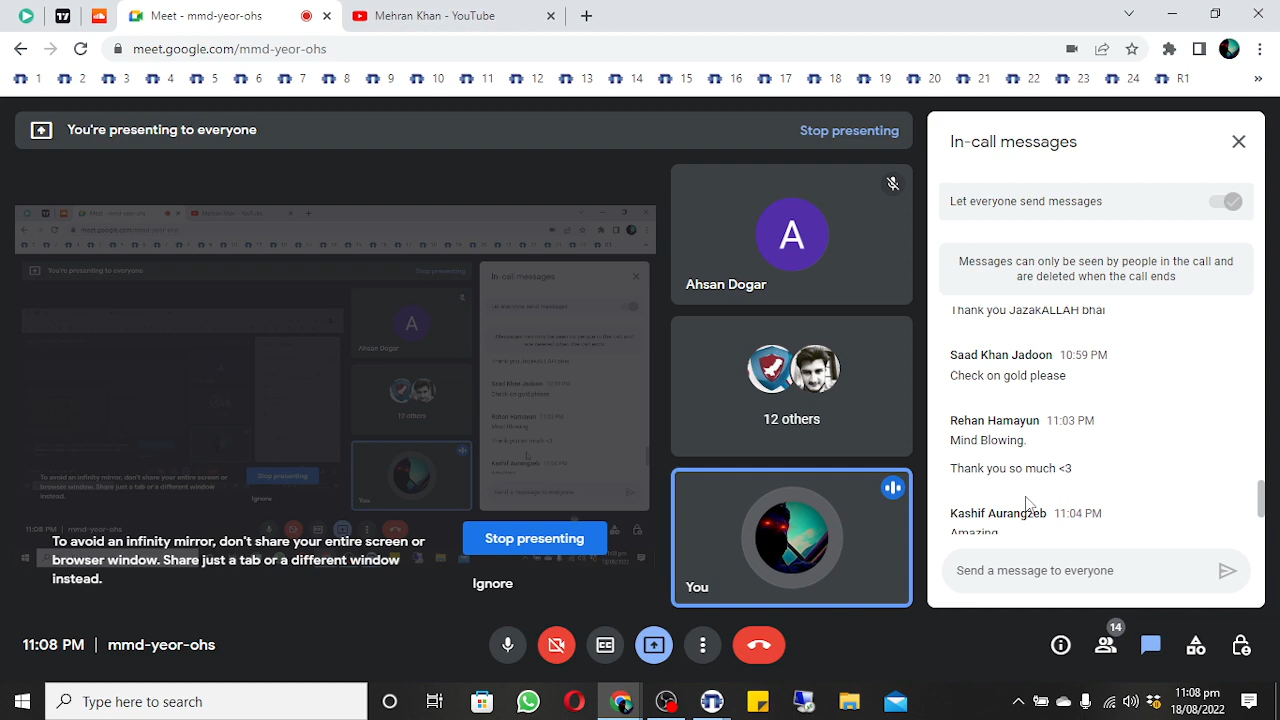 Meet - mmd-yeor-ohs
Mehran Khan - YouTube
meet.google.com/mmd-yeor-ohs
1
2
3
4
5
6
7
8
9
10
11
12
13
14
15
16
17
18
19
20
21
22
23
24
R1
You're presenting to everyone
Stop presenting
A
Ahsan Dogar
12 others
You
To avoid an infinity mirror, don't share your entire screen or
browser window. Share just a tab or a different window
instead.
Stop presenting
Ignore
In-call messages
Let everyone send messages
Messages can only be seen by people in the call and
are deleted when the call ends
Thank you JazakALLAH bhai
Saad Khan Jadoon 10:59 PM
Check on gold please
Rehan Hamayun 11:03 PM
Mind Blowing.
Thank you so much <3
Kashif Aurangzeb 11:04 PM
Amazing
Send a message to everyone
11:08 PM | mmd-yeor-ohs
14
Type here to search
11:08 pm
18/08/2022